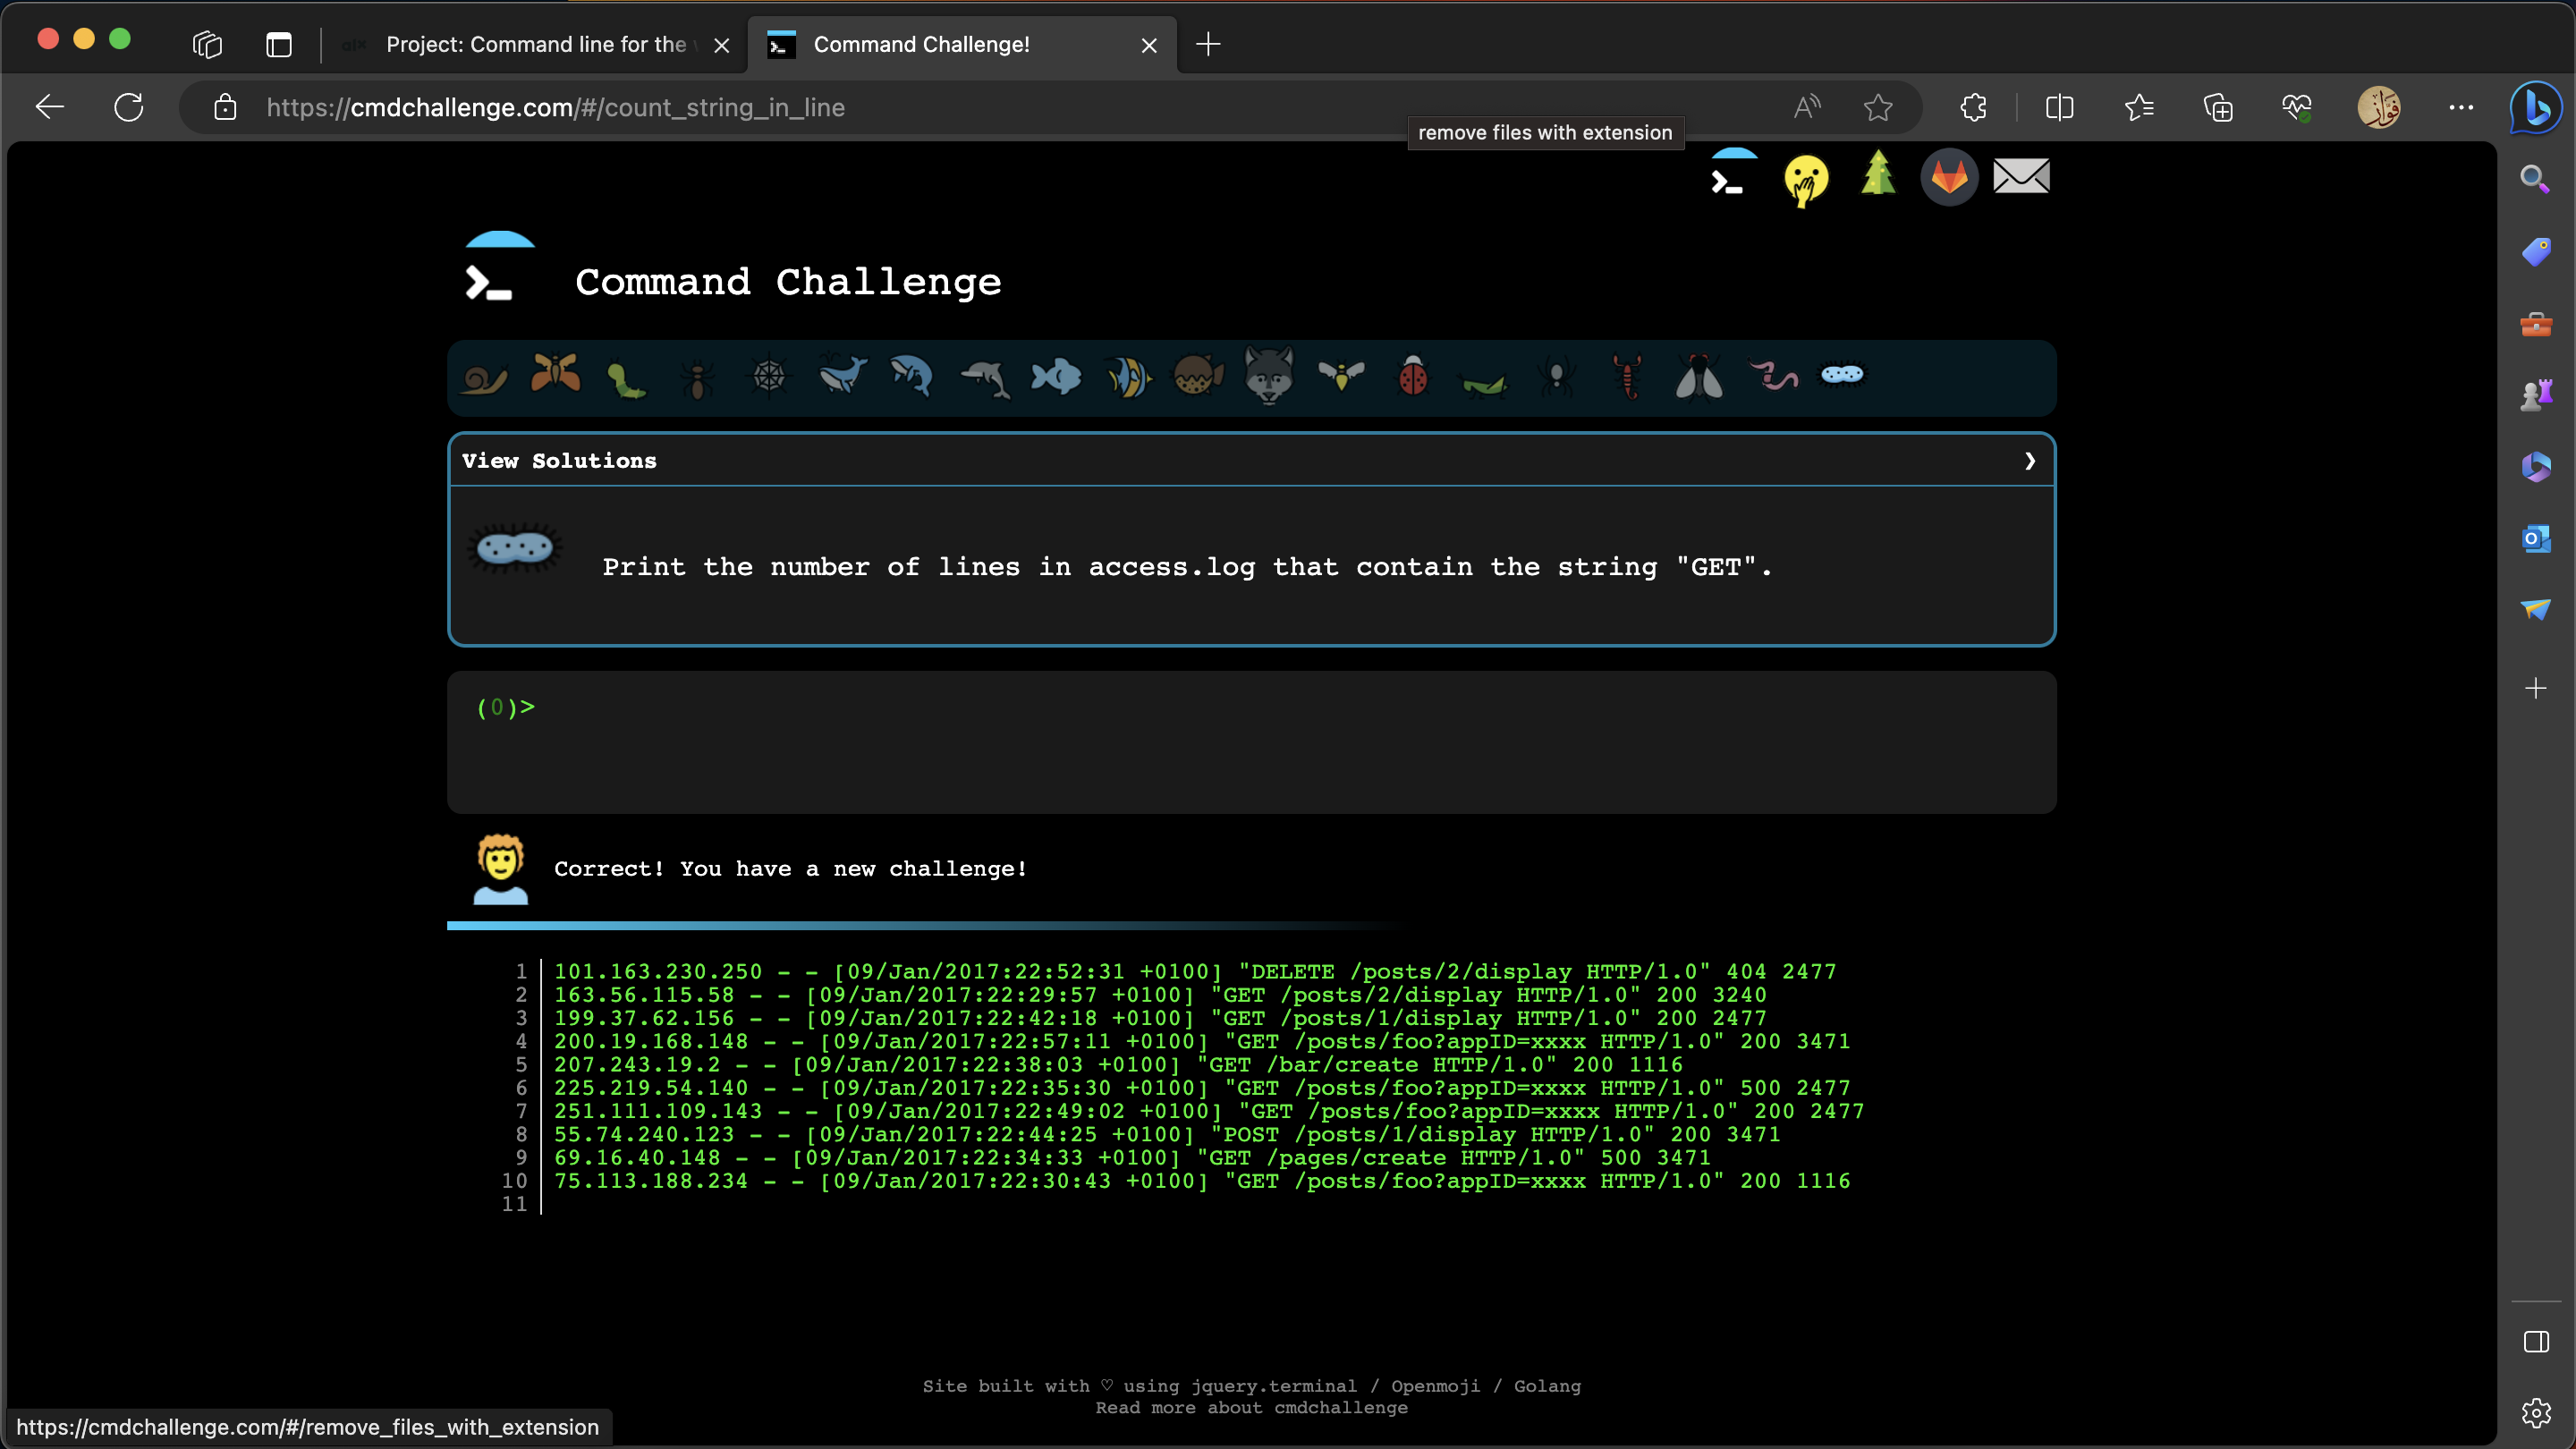 Project: Command line for the
Command Challenge!
https://cmdchallenge.com/#/count_string_in_line
remove files with extension
Command Challenge
View Solutions
Print the number of lines in access.log that contain the string "GET".
(0)>
Correct! You have a new challenge!
1 101.163.230.250 - - [09/Jan/2017:22:52:31 +0100] "DELETE /posts/2/display HTTP/1.0" 404 2477
2 163.56.115.58 - - [09/Jan/2017:22:29:57 +0100] "GET /posts/2/display HTTP/1.0" 200 3240
3 199.37.62.156 - - [09/Jan/2017:22:42:18 +0100] "GET /posts/1/display HTTP/1.0" 200 2477
4 200.19.168.148 - - [09/Jan/2017:22:57:11 +0100] "GET /posts/foo?appID=xxxx HTTP/1.0" 200 3471
5 207.243.19.2 - - [09/Jan/2017:22:38:03 +0100] "GET /bar/create HTTP/1.0" 200 1116
6 225.219.54.140 - - [09/Jan/2017:22:35:30 +0100] "GET /posts/foo?appID=xxxx HTTP/1.0" 500 2477
7 251.111.109.143 - - [09/Jan/2017:22:49:02 +0100] "GET /posts/foo?appID=xxxx HTTP/1.0" 200 2477
8 55.74.240.123 - - [09/Jan/2017:22:44:25 +0100] "POST /posts/1/display HTTP/1.0" 200 3471
9 69.16.40.148 - - [09/Jan/2017:22:34:33 +0100] "GET /pages/create HTTP/1.0" 500 3471
10 75.113.188.234 - - [09/Jan/2017:22:30:43 +0100] "GET /posts/foo?appID=xxxx HTTP/1.0" 200 1116
11
Site built with ♡ using jquery.terminal / Openmoji / Golang
Read more about cmdchallenge
https://cmdchallenge.com/#/remove_files_with_extension